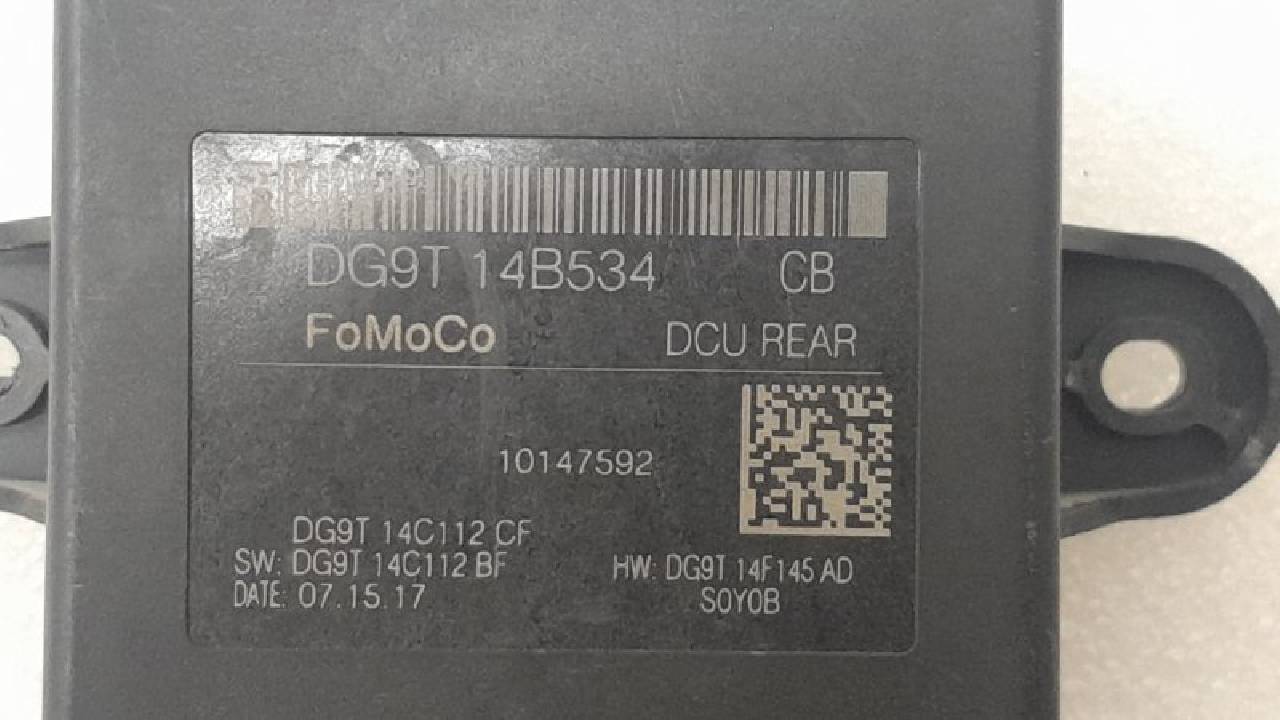 DG9T 14B534 CB
FoMoCo DCU REAR
10147592
DG9T 14C112 CF
SW: DG9T 14C112 BF HW: DG9T 14F145 AD
DATE: 07.15.17 S0Y0B